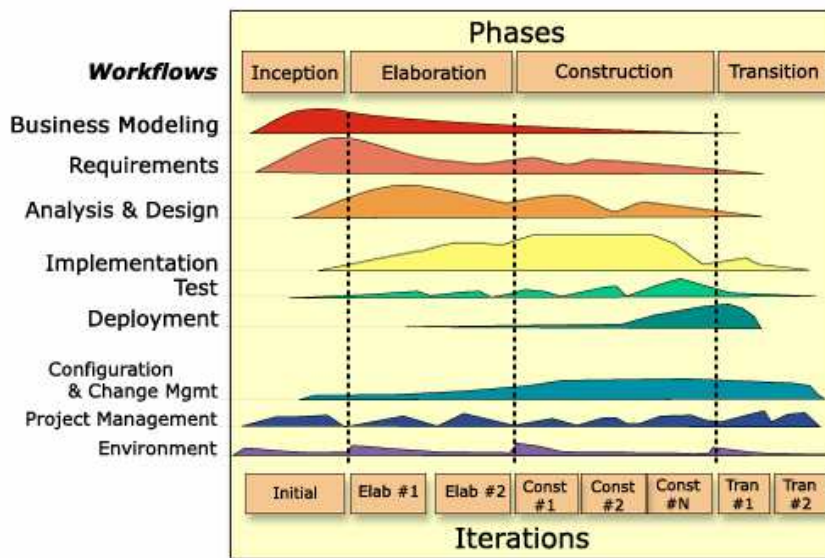 Phases
Workflows
Inception
Elaboration
Construction
Transition
Business Modeling
Requirements
Analysis & Design
Implementation
Test
Deployment
Configuration
& Change Mgmt
Project Management
Environment
Initial
Elab #1
Elab #2
Const
#1
Const
#2
Const
#N
Tran
#1
Tran
#2
Iterations